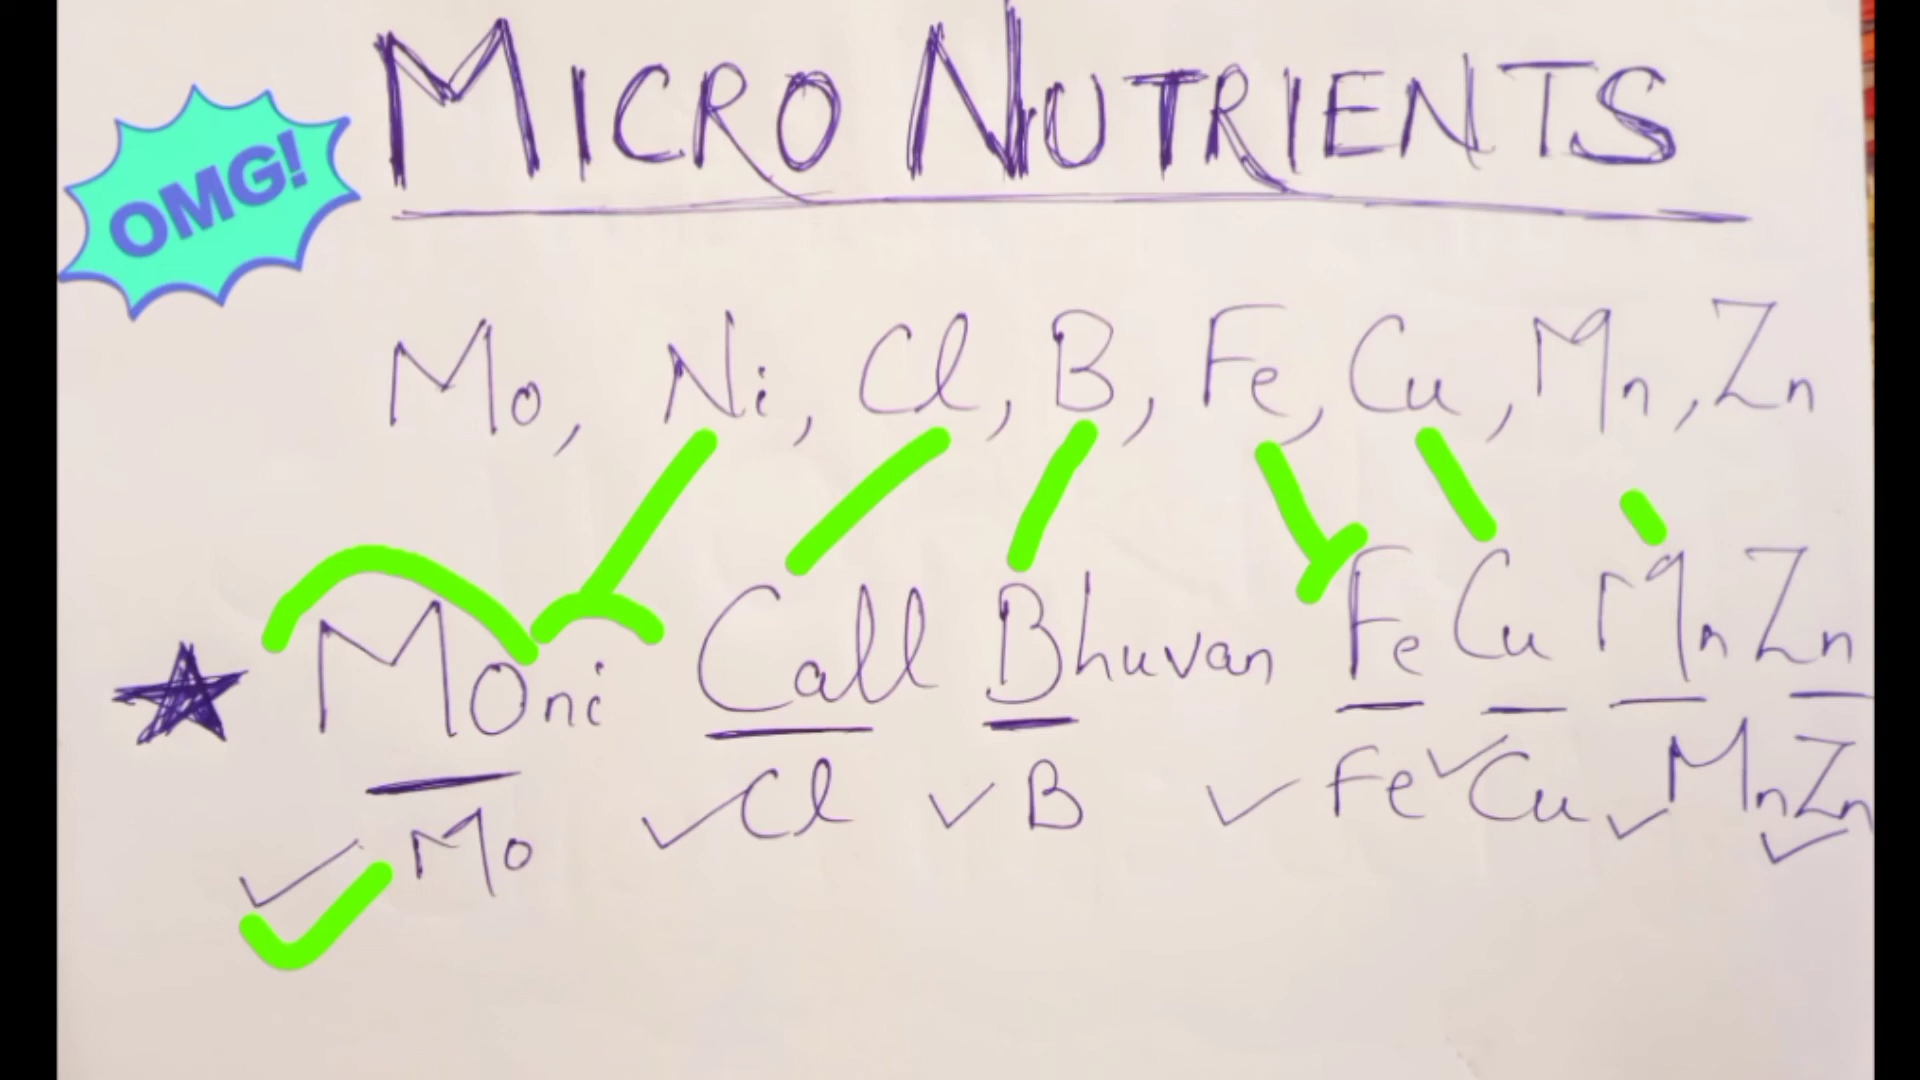 MICRO NUTRIENTS
OMG!
Mo, Ni, Cl, B, Fe, Cu, Mn, Zn
MOni Call Bhuvan Fe Cu Mn Zn
Mo Cl B Fe Cu Mn Zn